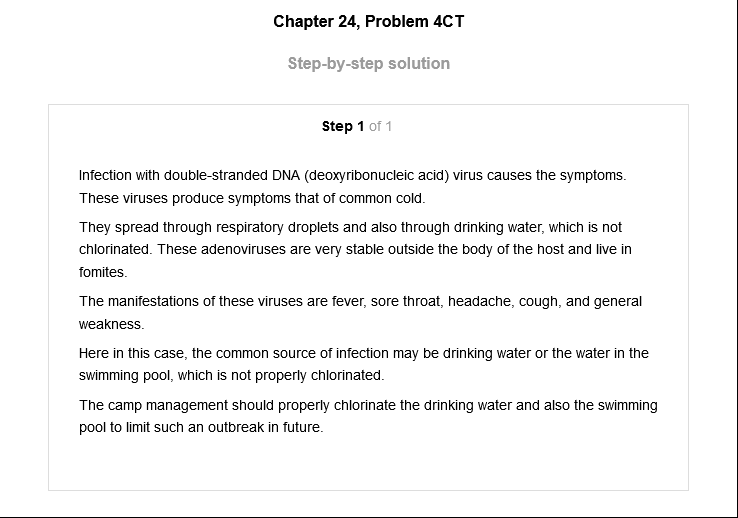 Chapter 24, Problem 4CT
Step-by-step solution
Step 1 of 1
Infection with double-stranded DNA (deoxyribonucleic acid) virus causes the symptoms.
These viruses produce symptoms that of common cold.
They spread through respiratory droplets and also through drinking water, which is not
chlorinated. These adenoviruses are very stable outside the body of the host and live in
fomites.
The manifestations of these viruses are fever, sore throat, headache, cough, and general
weakness.
Here in this case, the common source of infection may be drinking water or the water in the
swimming pool, which is not properly chlorinated.
The camp management should properly chlorinate the drinking water and also the swimming
pool to limit such an outbreak in future.